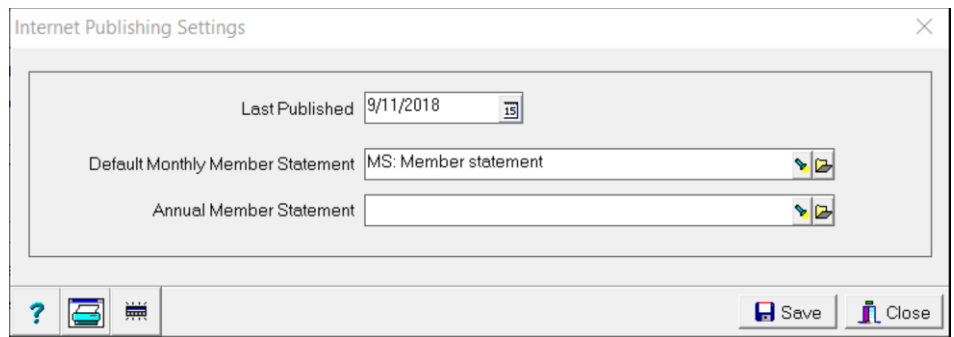 Internet Publishing Settings
Last Published 9/11/2018 15
Default Monthly Member Statement MS: Member statement
Annual Member Statement
? Save Close